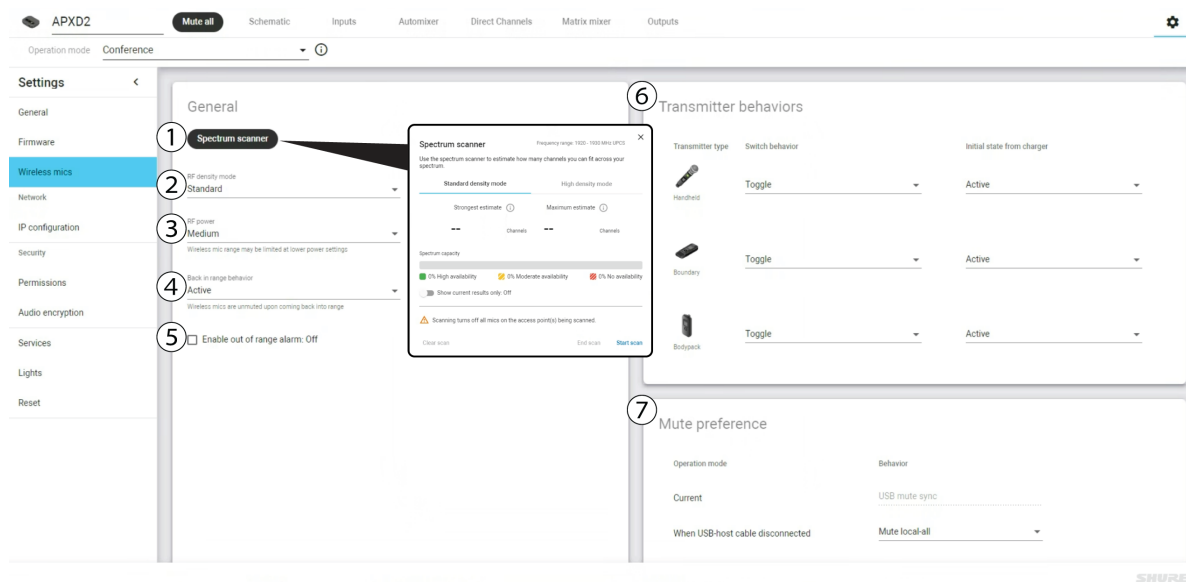 APXD2
Mute all
Schematic
Inputs
Automixer
Direct Channels
Matrix mixer
Outputs
Operation mode
Conference
Settings
General
Firmware
Wireless mics
Network
IP configuration
Security
Permissions
Audio encryption
Services
Lights
Reset
General
1
Spectrum scanner
2
RF density mode
Standard
3
RF power
Medium
Wireless mic range may be limited at lower power settings
4
Back in range behavior
Active
Wireless mics are unmuted upon coming back into range
5
Enable out of range alarm: Off
Spectrum scanner
Frequency range: 1920 - 1930 MHz UPCS
Use the spectrum scanner to estimate how many channels you can fit across your
spectrum.
Standard density mode
High density mode
Strongest estimate
Maximum estimate
-- Channels
-- Channels
Spectrum capacity
0% High availability
0% Moderate availability
0% No availability
Show current results only: Off
Scanning turns off all mics on the access point(s) being scanned.
Clear scan
End scan
Start scan
6
Transmitter behaviors
Transmitter type
Switch behavior
Initial state from charger
Handheld
Toggle
Active
Boundary
Toggle
Active
Bodypack
Toggle
Active
7
Mute preference
Operation mode
Behavior
Current
USB mute sync
When USB-host cable disconnected
Mute local-all
SHURE